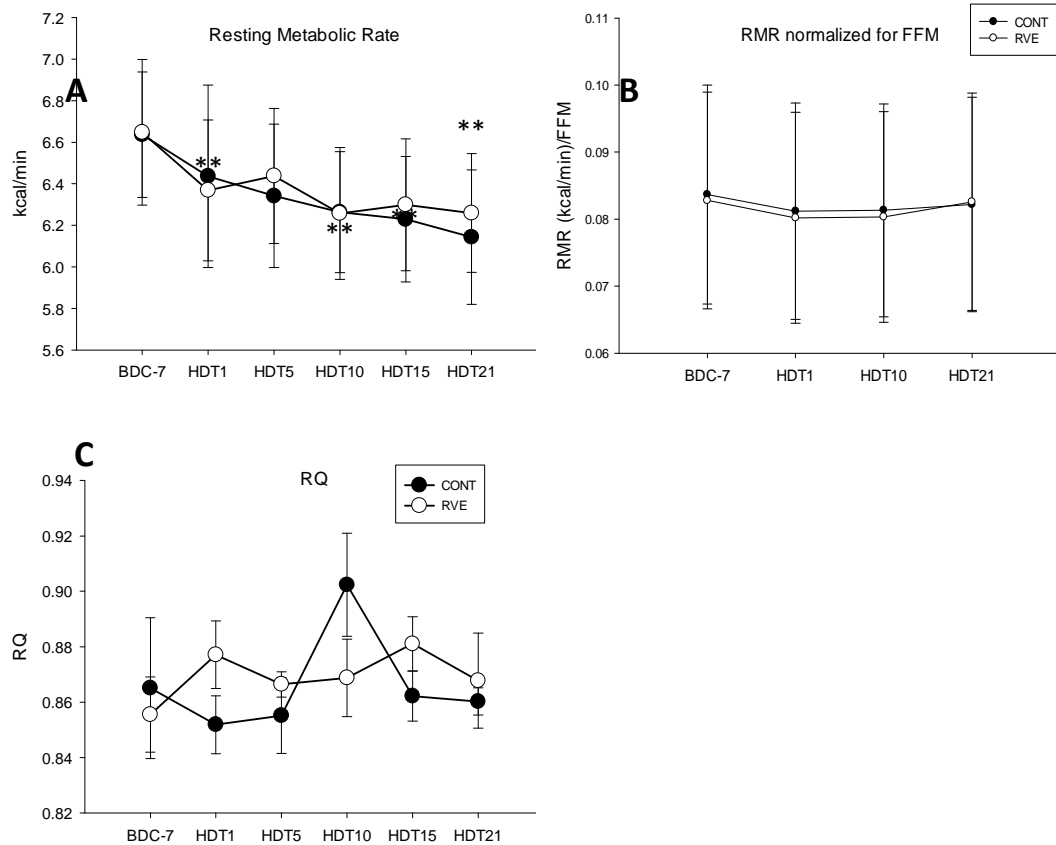 A
Resting Metabolic Rate
kcal/min
7.2
7.0
6.8
6.6
6.4
6.2
6.0
5.8
5.6
**
**
**
**
BDC-7 HDT1 HDT5 HDT10 HDT15 HDT21
B
RMR normalized for FFM
CONT
RVE
RMR (kcal/min)/FFM
0.11
0.10
0.09
0.08
0.07
0.06
BDC-7 HDT1 HDT10 HDT21
C
RQ
CONT
RVE
RQ
0.94
0.92
0.90
0.88
0.86
0.84
0.82
BDC-7 HDT1 HDT5 HDT10 HDT15 HDT21